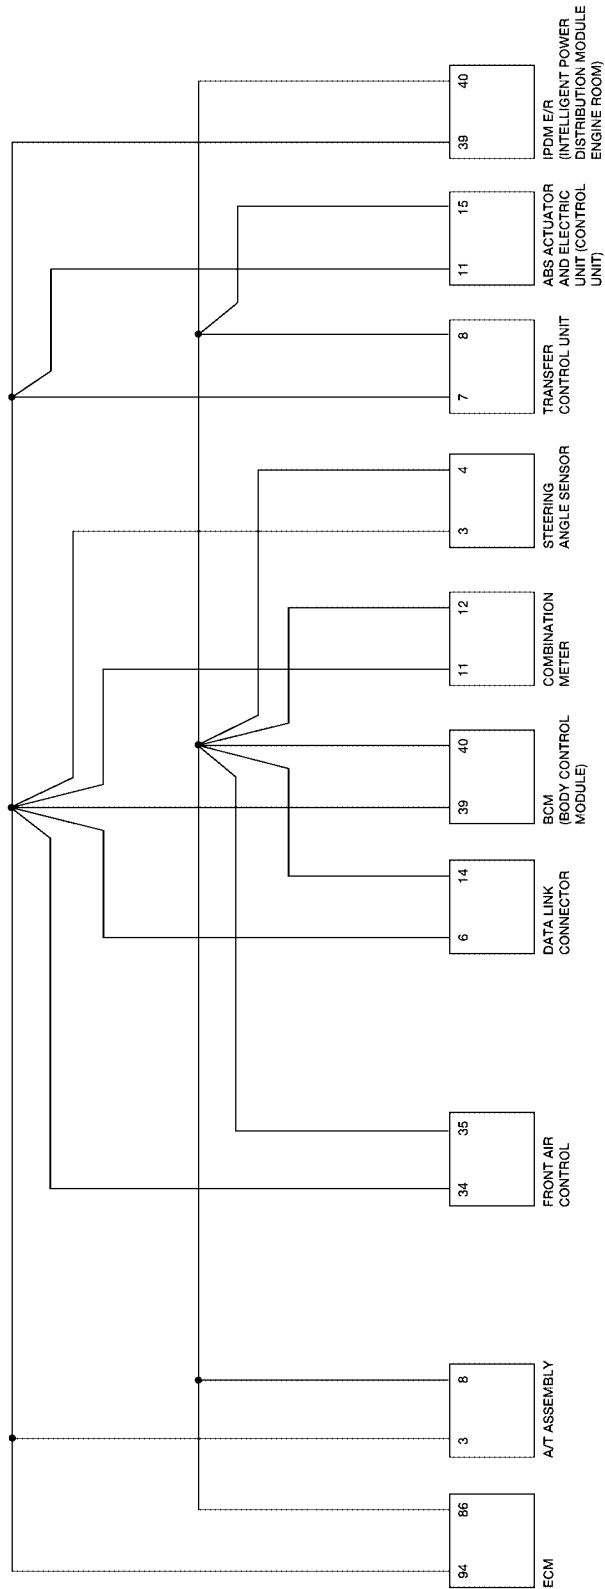 94
86
ECM
3
8
A/T ASSEMBLY
34
35
FRONT AIR
CONTROL
6
14
DATA LINK
CONNECTOR
39
40
BCM
(BODY CONTROL
MODULE)
11
12
COMBINATION
METER
3
4
STEERING
ANGLE SENSOR
7
8
TRANSFER
CONTROL UNIT
11
15
ABS ACTUATOR
AND ELECTRIC
UNIT (CONTROL
UNIT)
39
40
IPDM E/R
(INTELLIGENT POWER
DISTRIBUTION MODULE
ENGINE ROOM)